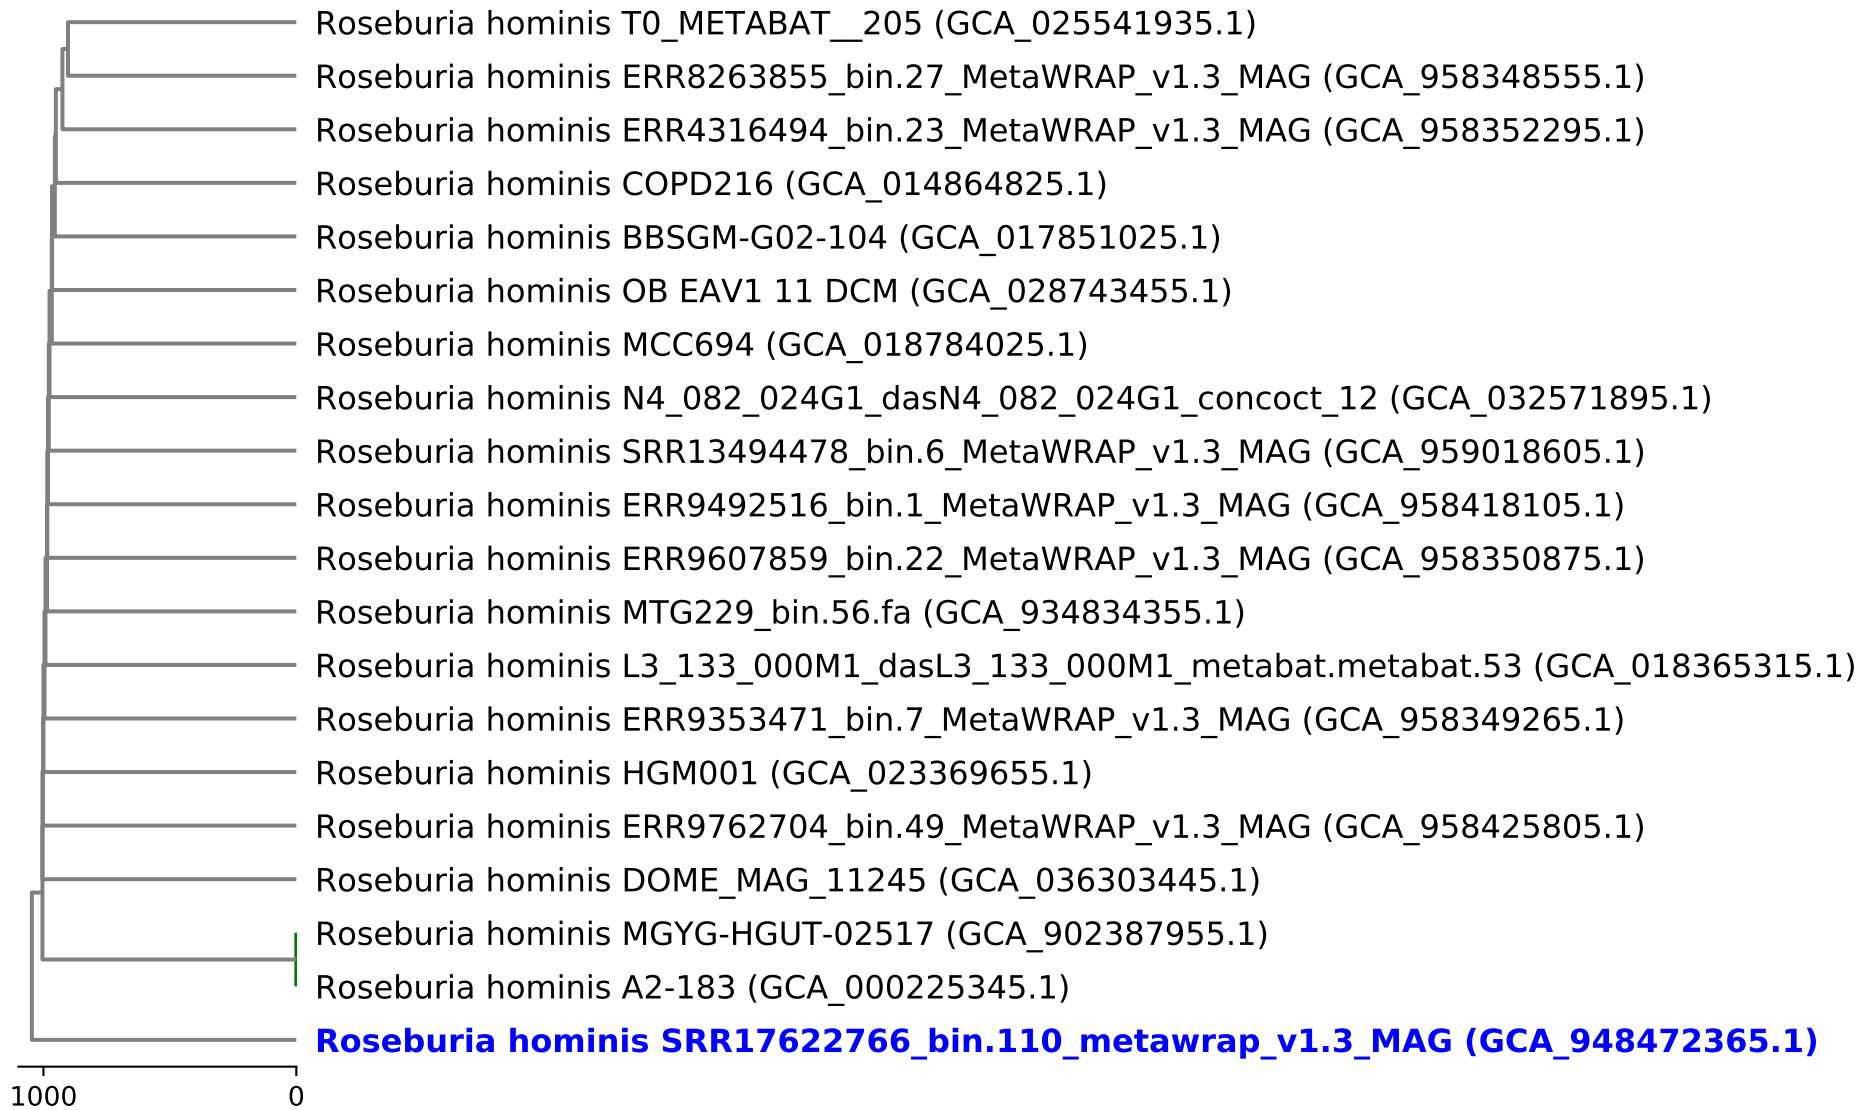 Roseburia hominis T0_METABAT__205 (GCA_025541935.1)
Roseburia hominis ERR8263855_bin.27_MetaWRAP_v1.3_MAG (GCA_958348555.1)
Roseburia hominis ERR4316494_bin.23_MetaWRAP_v1.3_MAG (GCA_958352295.1)
Roseburia hominis COPD216 (GCA_014864825.1)
Roseburia hominis BBSGM-G02-104 (GCA_017851025.1)
Roseburia hominis OB EAV1 11 DCM (GCA_028743455.1)
Roseburia hominis MCC694 (GCA_018784025.1)
Roseburia hominis N4_082_024G1_dasN4_082_024G1_concoct_12 (GCA_032571895.1)
Roseburia hominis SRR13494478_bin.6_MetaWRAP_v1.3_MAG (GCA_959018605.1)
Roseburia hominis ERR9492516_bin.1_MetaWRAP_v1.3_MAG (GCA_958418105.1)
Roseburia hominis ERR9607859_bin.22_MetaWRAP_v1.3_MAG (GCA_958350875.1)
Roseburia hominis MTG229_bin.56.fa (GCA_934834355.1)
Roseburia hominis L3_133_000M1_dasL3_133_000M1_metabat.metabat.53 (GCA_018365315.1)
Roseburia hominis ERR9353471_bin.7_MetaWRAP_v1.3_MAG (GCA_958349265.1)
Roseburia hominis HGM001 (GCA_023369655.1)
Roseburia hominis ERR9762704_bin.49_MetaWRAP_v1.3_MAG (GCA_958425805.1)
Roseburia hominis DOME_MAG_11245 (GCA_036303445.1)
Roseburia hominis MGYG-HGUT-02517 (GCA_902387955.1)
Roseburia hominis A2-183 (GCA_000225345.1)
Roseburia hominis SRR17622766_bin.110_metawrap_v1.3_MAG (GCA_948472365.1)
1000 0